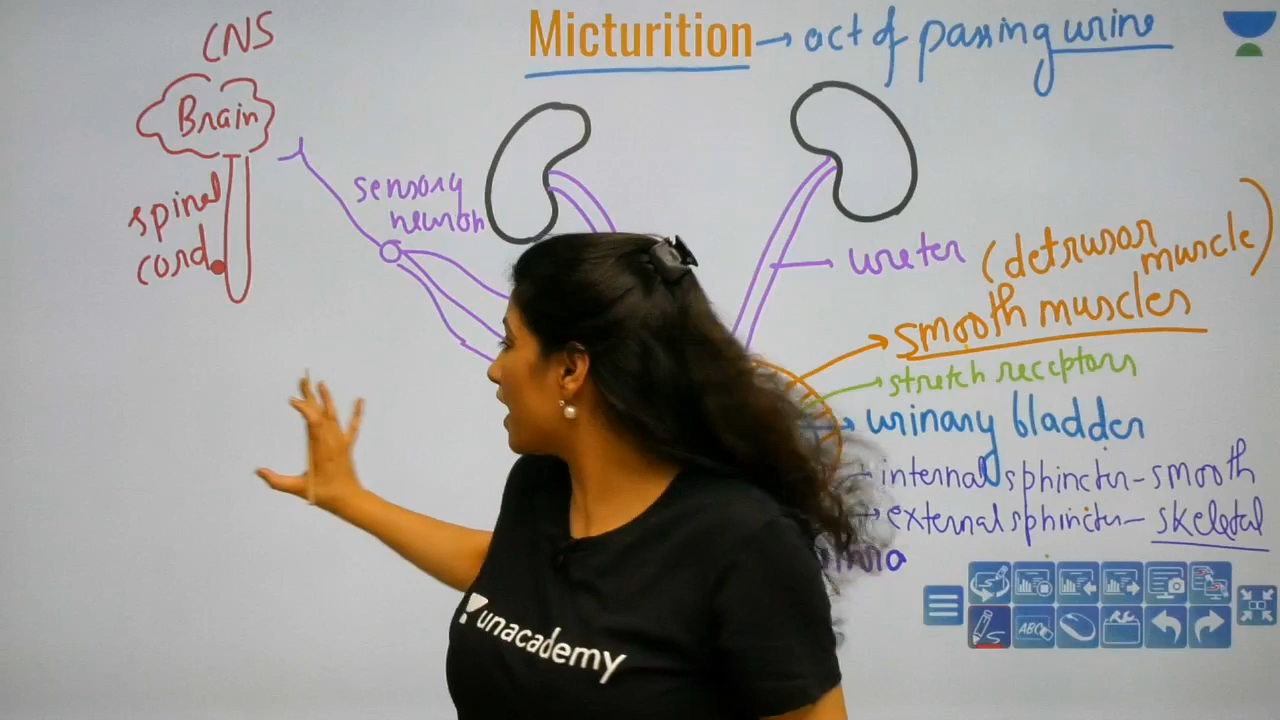 CNS
Micturition → act of passing urine
Brain
spinal
cord
sensory
neuron
ureter
(detrusor
muscle)
smooth muscles
stretch receptors
urinary bladder
internal sphincter - smooth
external sphincter - skeletal
unacademy
ABC